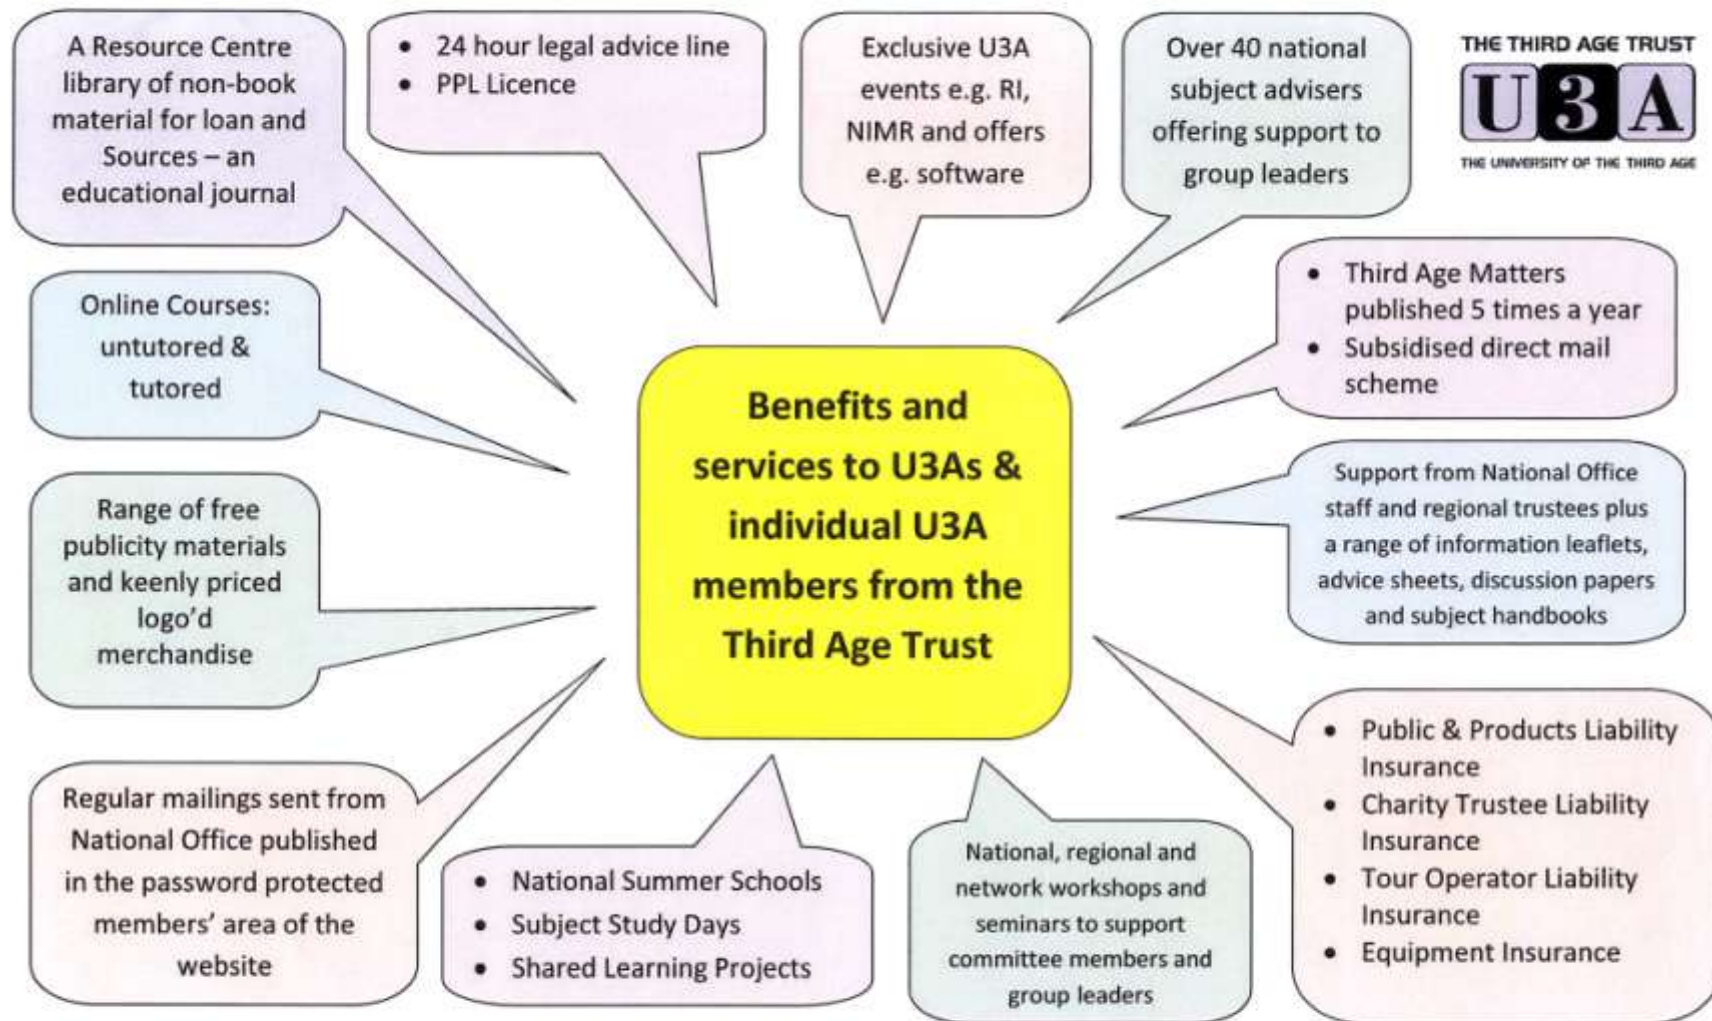 A Resource Centre
library of non-book
material for loan and
Sources – an
educational journal
• 24 hour legal advice line
• PPL Licence
Exclusive U3A
events e.g. RI,
NIMR and offers
e.g. software
Over 40 national
subject advisers
offering support to
group leaders
THE THIRD AGE TRUST
U3A
THE UNIVERSITY OF THE THIRD AGE
Online Courses:
untutored &
tutored
• Third Age Matters
published 5 times a year
• Subsidised direct mail
scheme
Benefits and
services to U3As &
individual U3A
members from the
Third Age Trust
Range of free
publicity materials
and keenly priced
logo’d
merchandise
Support from National Office
staff and regional trustees plus
a range of information leaflets,
advice sheets, discussion papers
and subject handbooks
Regular mailings sent from
National Office published
in the password protected
members’ area of the
website
• National Summer Schools
• Subject Study Days
• Shared Learning Projects
National, regional and
network workshops and
seminars to support
committee members and
group leaders
• Public & Products Liability
Insurance
• Charity Trustee Liability
Insurance
• Tour Operator Liability
Insurance
• Equipment Insurance